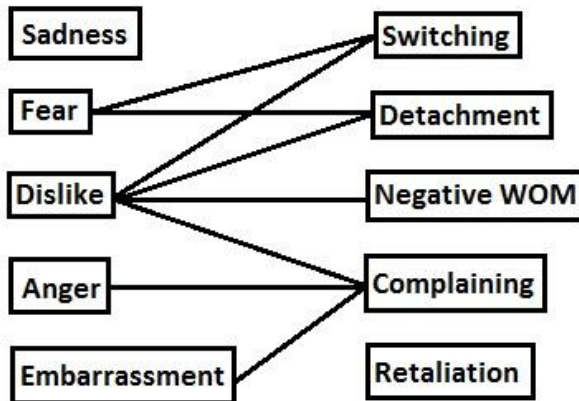 Sadness
Switching
Fear
Detachment
Dislike
Negative WOM
Anger
Complaining
Embarrassment
Retaliation